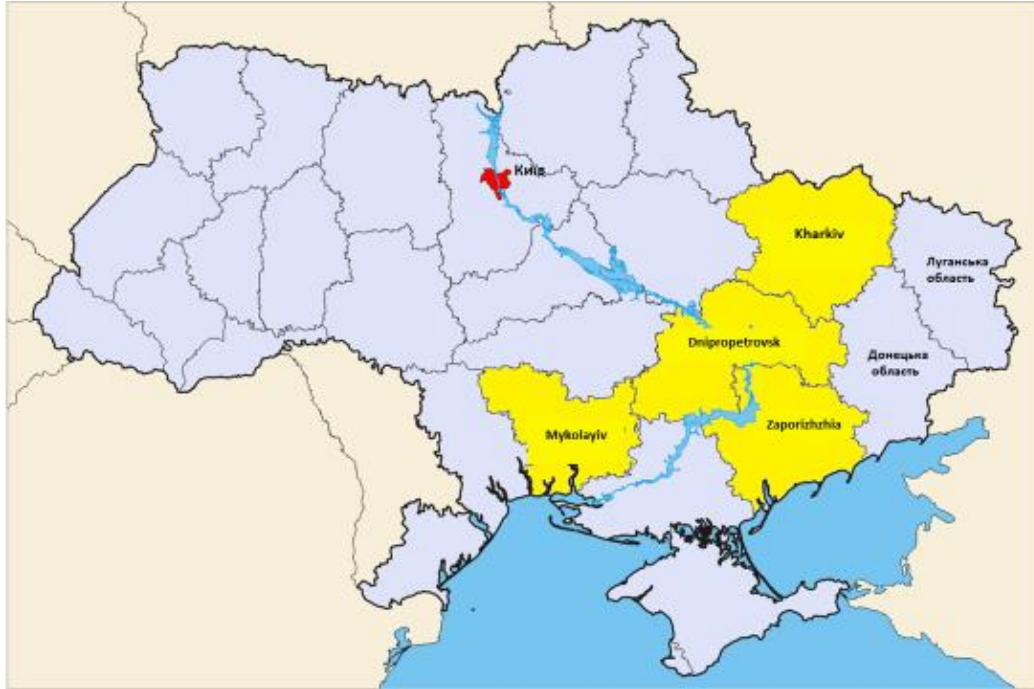 Київ
Kharkiv
Луганська
область
Dnipropetrovsk
Донецька
область
Zaporizhzhia
Mykolayiv